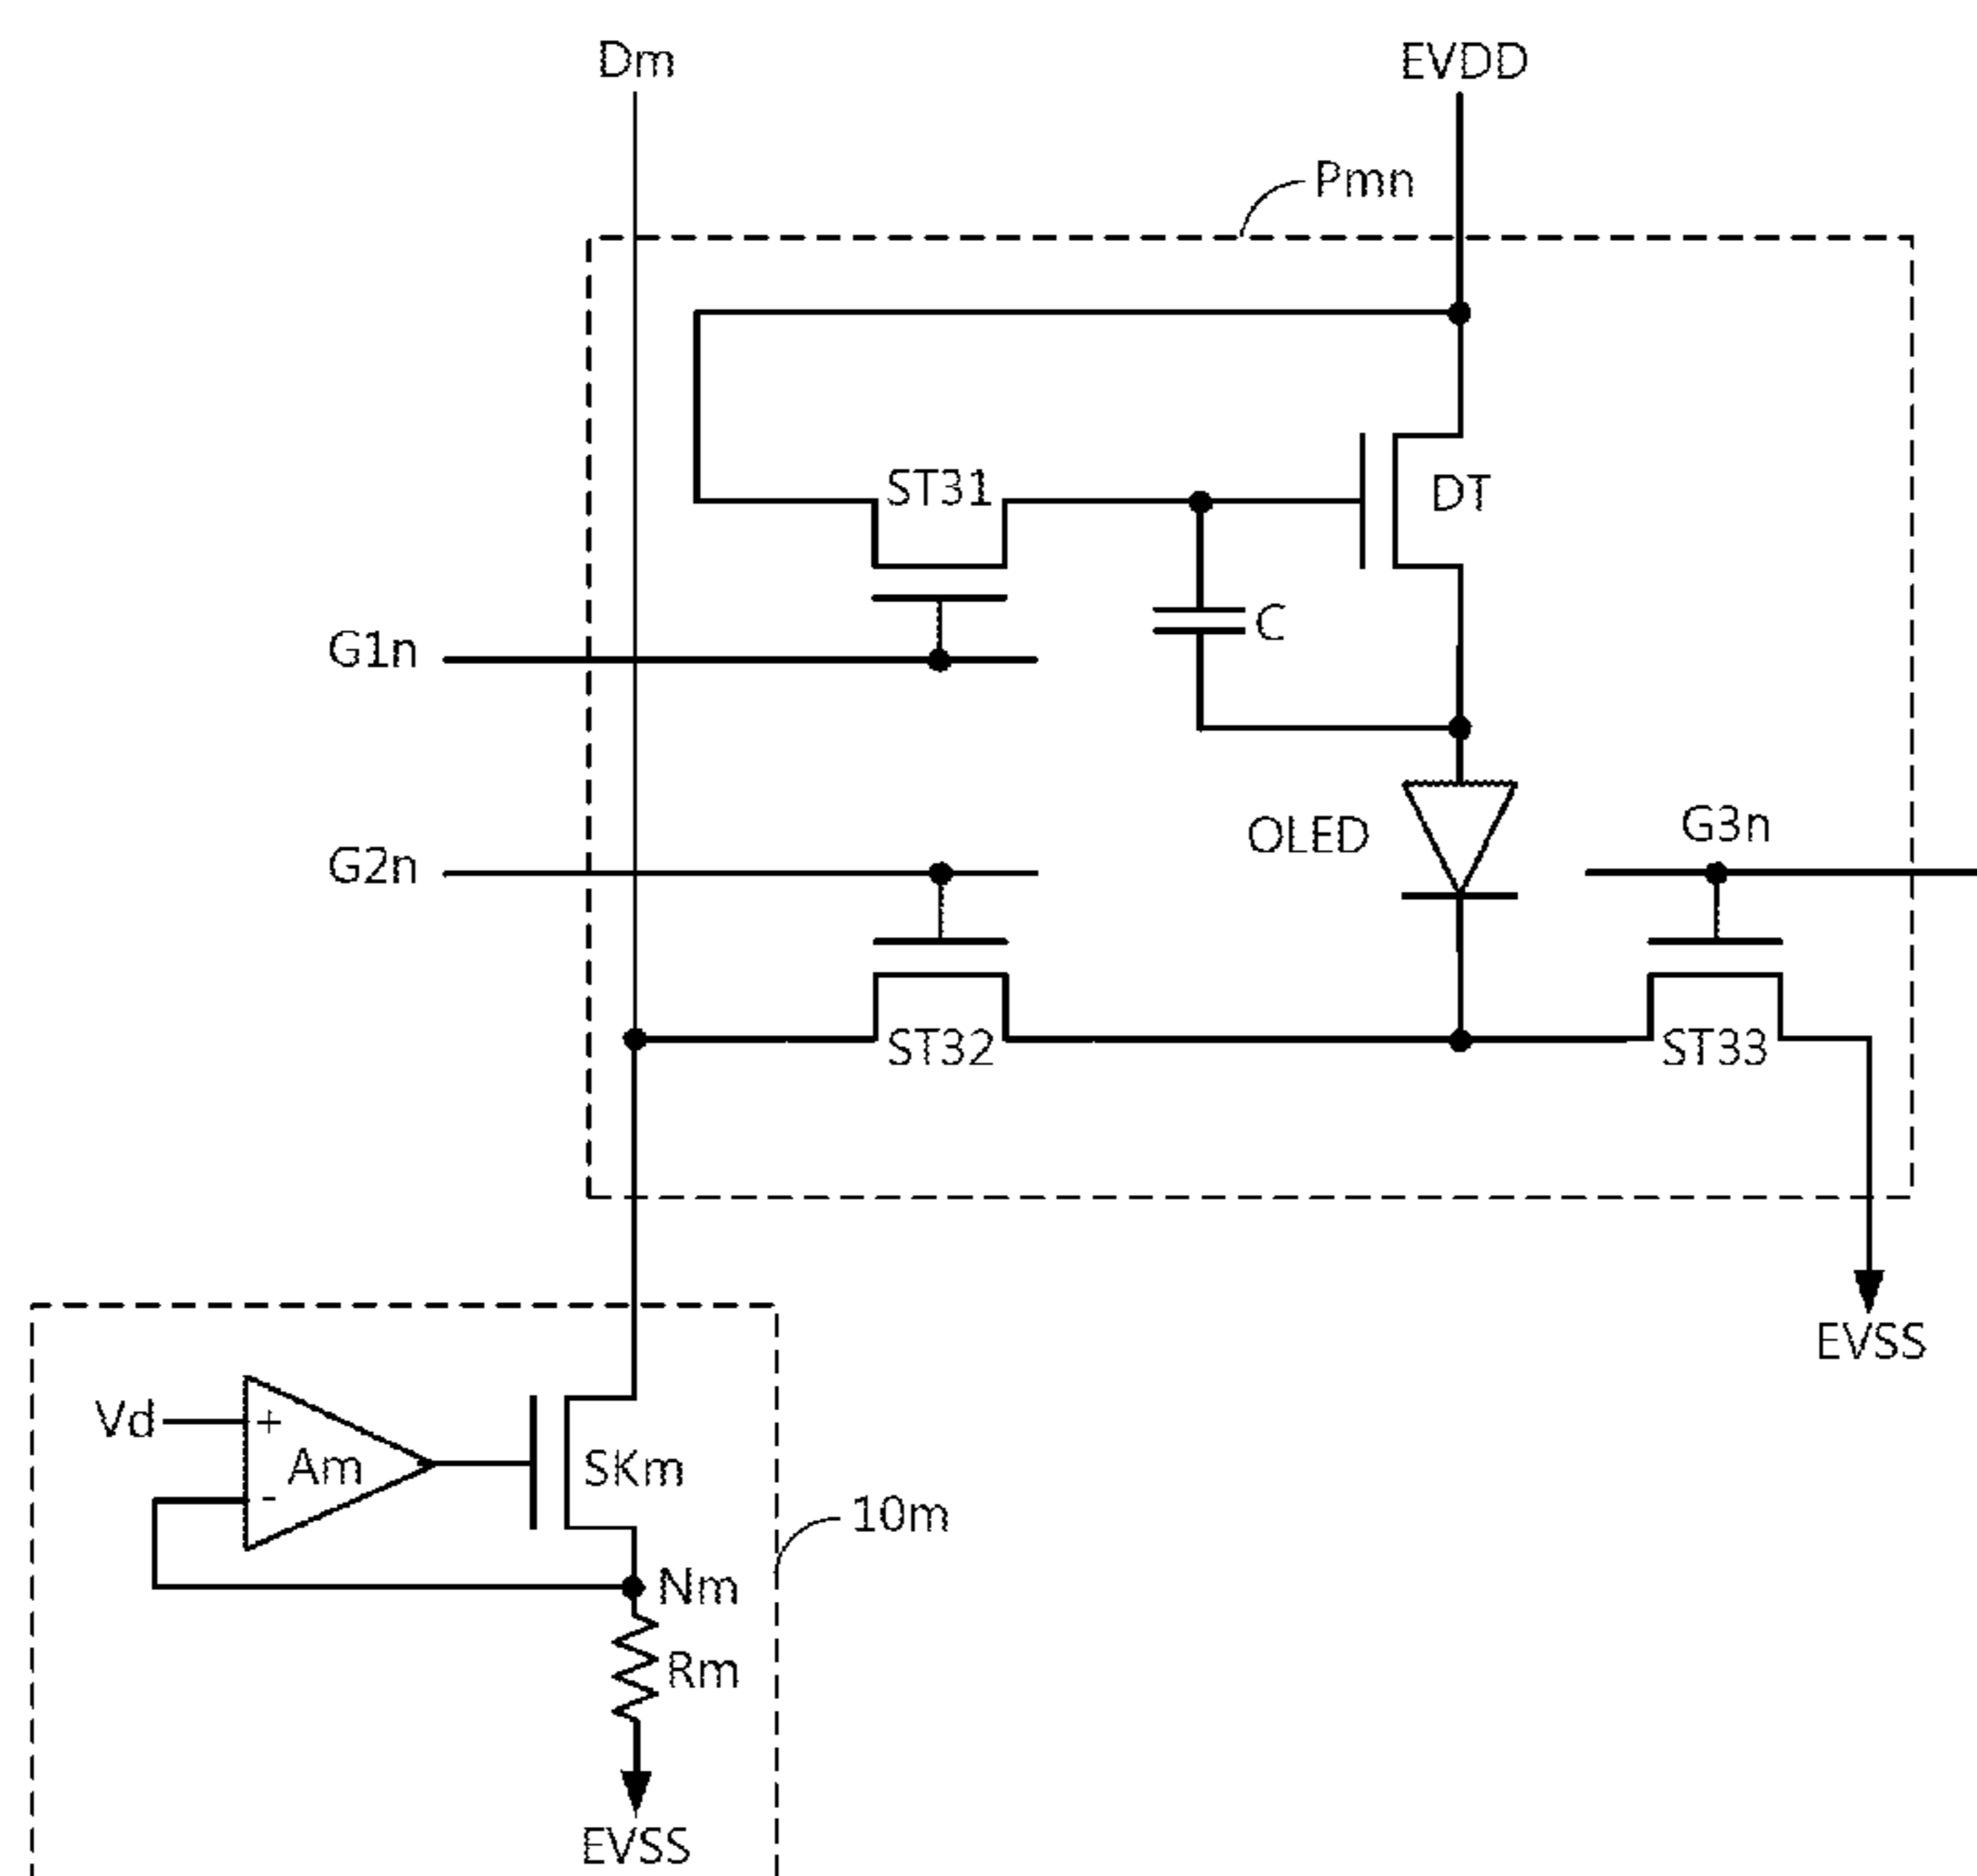 Dm
EVDD
Pmn
ST31
DT
C
G1n
G2n
OLED
G3n
ST32
ST33
EVSS
Vd
+
Am
-
SKm
10m
Nm
Rm
EVSS